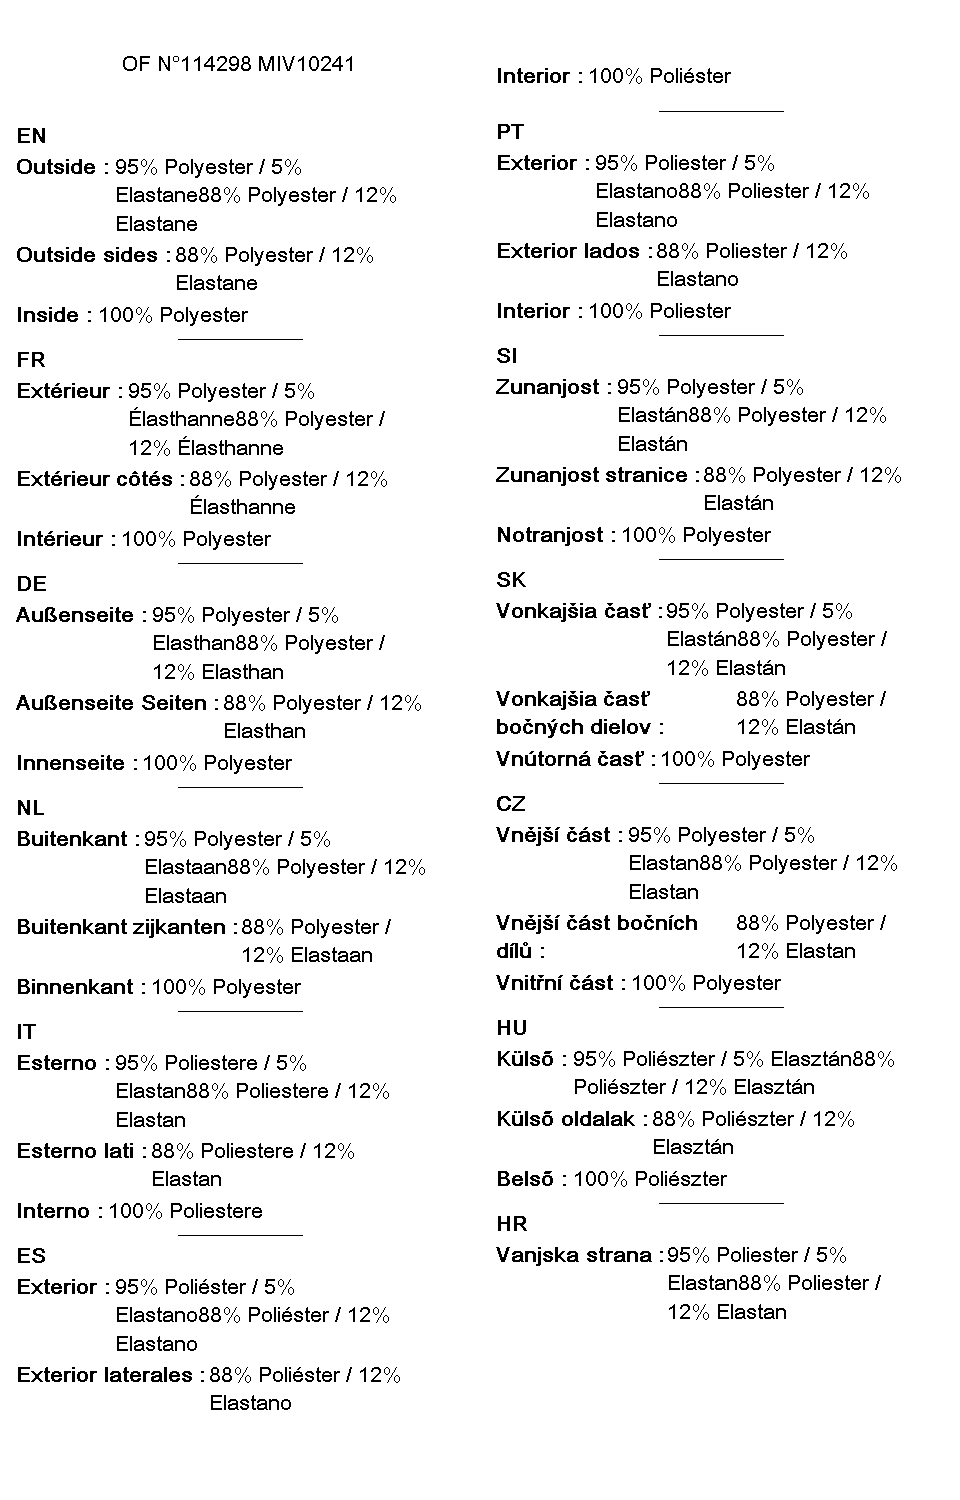 OF N°114298 MIV10241
EN
Outside : 95% Polyester / 5%
Elastane88% Polyester / 12%
Elastane
Outside sides : 88% Polyester / 12%
Elastane
Inside : 100% Polyester
FR
Extérieur : 95% Polyester / 5%
Élasthanne88% Polyester /
12% Élasthanne
Extérieur côtés : 88% Polyester / 12%
Élasthanne
Intérieur : 100% Polyester
DE
Außenseite : 95% Polyester / 5%
Elasthan88% Polyester /
12% Elasthan
Außenseite Seiten : 88% Polyester / 12%
Elasthan
Innenseite : 100% Polyester
NL
Buitenkant : 95% Polyester / 5%
Elastaan88% Polyester / 12%
Elastaan
Buitenkant zijkanten : 88% Polyester /
12% Elastaan
Binnenkant : 100% Polyester
IT
Esterno : 95% Poliestere / 5%
Elastan88% Poliestere / 12%
Elastan
Esterno lati : 88% Poliestere / 12%
Elastan
Interno : 100% Poliestere
ES
Exterior : 95% Poliéster / 5%
Elastano88% Poliéster / 12%
Elastano
Exterior laterales : 88% Poliéster / 12%
Elastano
Interior : 100% Poliéster
PT
Exterior : 95% Poliester / 5%
Elastano88% Poliester / 12%
Elastano
Exterior lados : 88% Poliester / 12%
Elastano
Interior : 100% Poliester
SI
Zunanjost : 95% Polyester / 5%
Elastán88% Polyester / 12%
Elastán
Zunanjost stranice : 88% Polyester / 12%
Elastán
Notranjost : 100% Polyester
SK
Vonkajšia časť : 95% Polyester / 5%
Elastán88% Polyester /
12% Elastán
Vonkajšia časť 88% Polyester /
bočných dielov : 12% Elastán
Vnútorná časť : 100% Polyester
CZ
Vnější část : 95% Polyester / 5%
Elastan88% Polyester / 12%
Elastan
Vnější část bočních 88% Polyester /
dílů : 12% Elastan
Vnitřní část : 100% Polyester
HU
Külsõ : 95% Poliészter / 5% Elasztán88%
Poliészter / 12% Elasztán
Külsõ oldalak : 88% Poliészter / 12%
Elasztán
Belsõ : 100% Poliészter
HR
Vanjska strana : 95% Poliester / 5%
Elastan88% Poliester /
12% Elastan